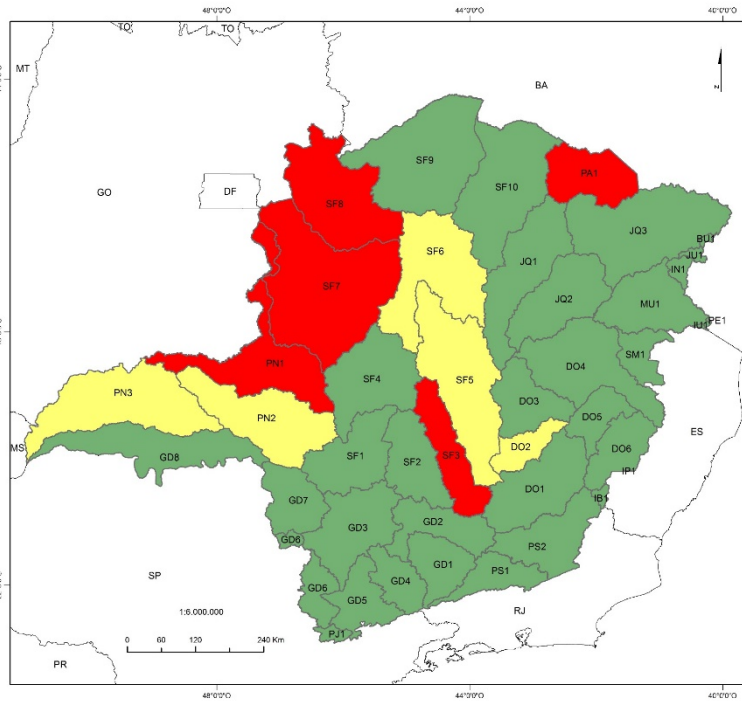 48°0'0"O 44°0'0"O 40°0'0"O
TO TO
MT
BA
N
GO
DF
SF9
SF10
PA1
SF8
SF6
JQ3
BU1
JU1
IN1
JQ1
SF7
JQ2
MU1
PE1
IU1
PN1
SM1
SF4
DO4
PN3
SF5
DO3
PN2
DO5
MS
ES
GD8
SF1
SF2
SF3
DO2
DO6
IP1
GD7
DO1
IB1
GD3
GD2
GD6
PS2
GD1
PS1
SP
GD6
GD5
GD4
1:6.000.000
RJ
PJ1
0 60 120 240 Km
PR
48°0'0"O 44°0'0"O 40°0'0"O